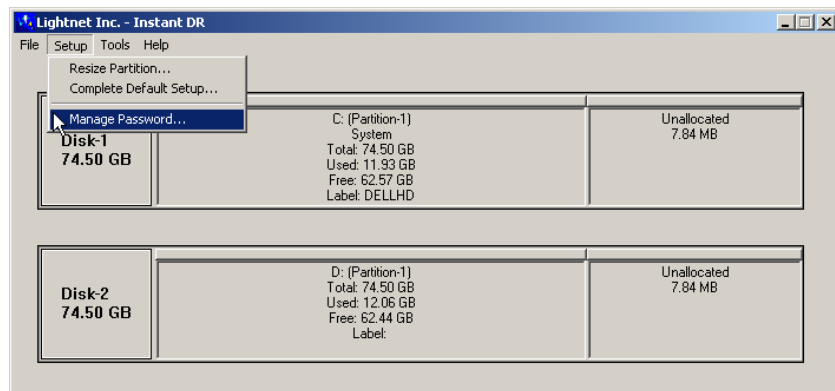 Lightnet Inc. - Instant DR
File Setup Tools Help
Resize Partition...
Complete Default Setup...
Manage Password...
Disk-1
74.50 GB
C: (Partition-1)
System
Total: 74.50 GB
Used: 11.93 GB
Free: 62.57 GB
Label: DELLHD
Unallocated
7.84 MB
Disk-2
74.50 GB
D: (Partition-1)
Total: 74.50 GB
Used: 12.06 GB
Free: 62.44 GB
Label:
Unallocated
7.84 MB